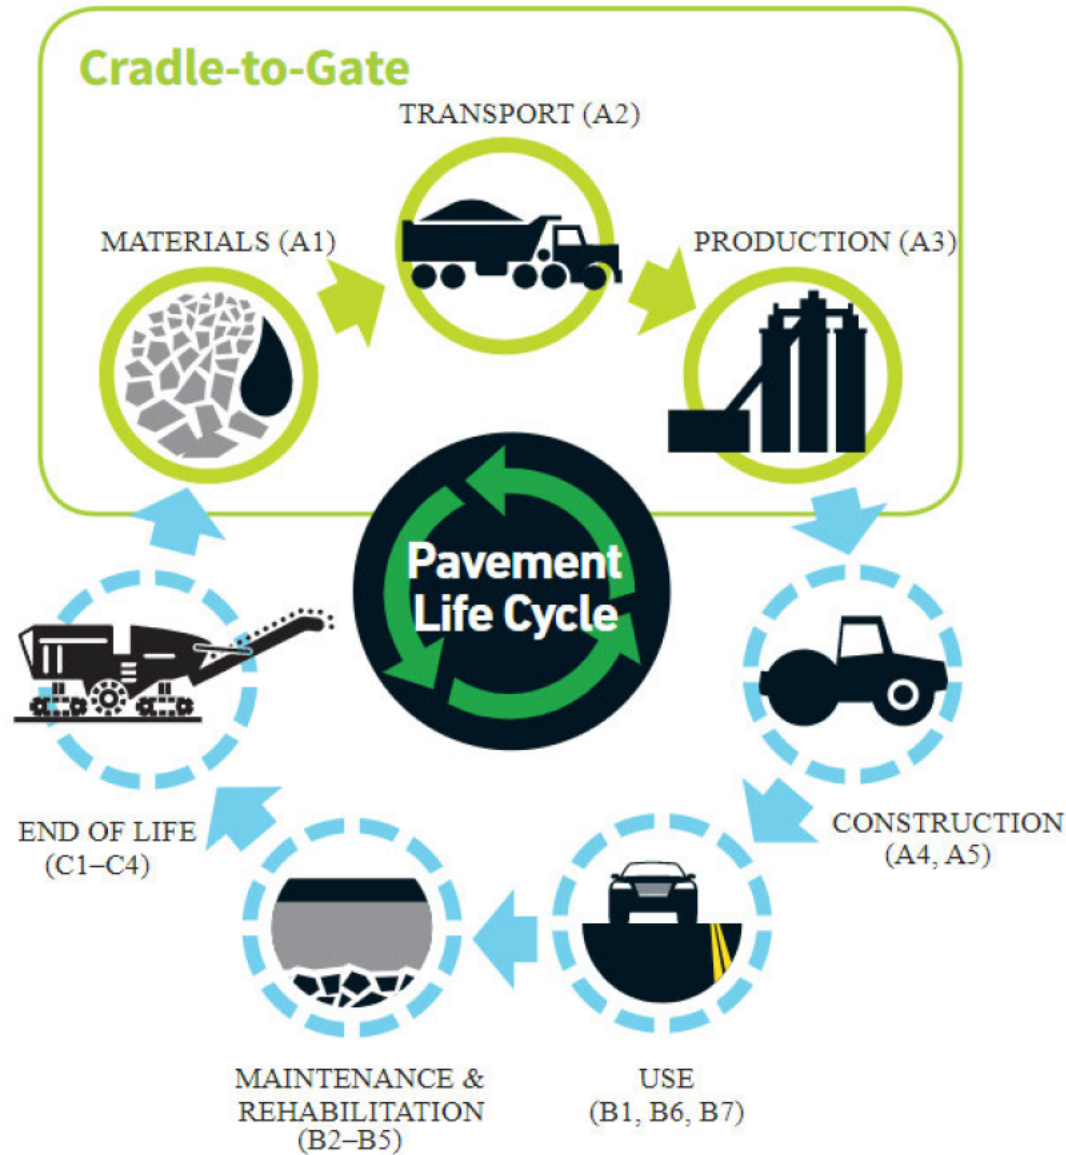 Cradle-to-Gate
TRANSPORT (A2)
MATERIALS (A1)
PRODUCTION (A3)
Pavement
Life Cycle
CONSTRUCTION
(A4, A5)
END OF LIFE
(C1–C4)
USE
(B1, B6, B7)
MAINTENANCE &
REHABILITATION
(B2–B5)